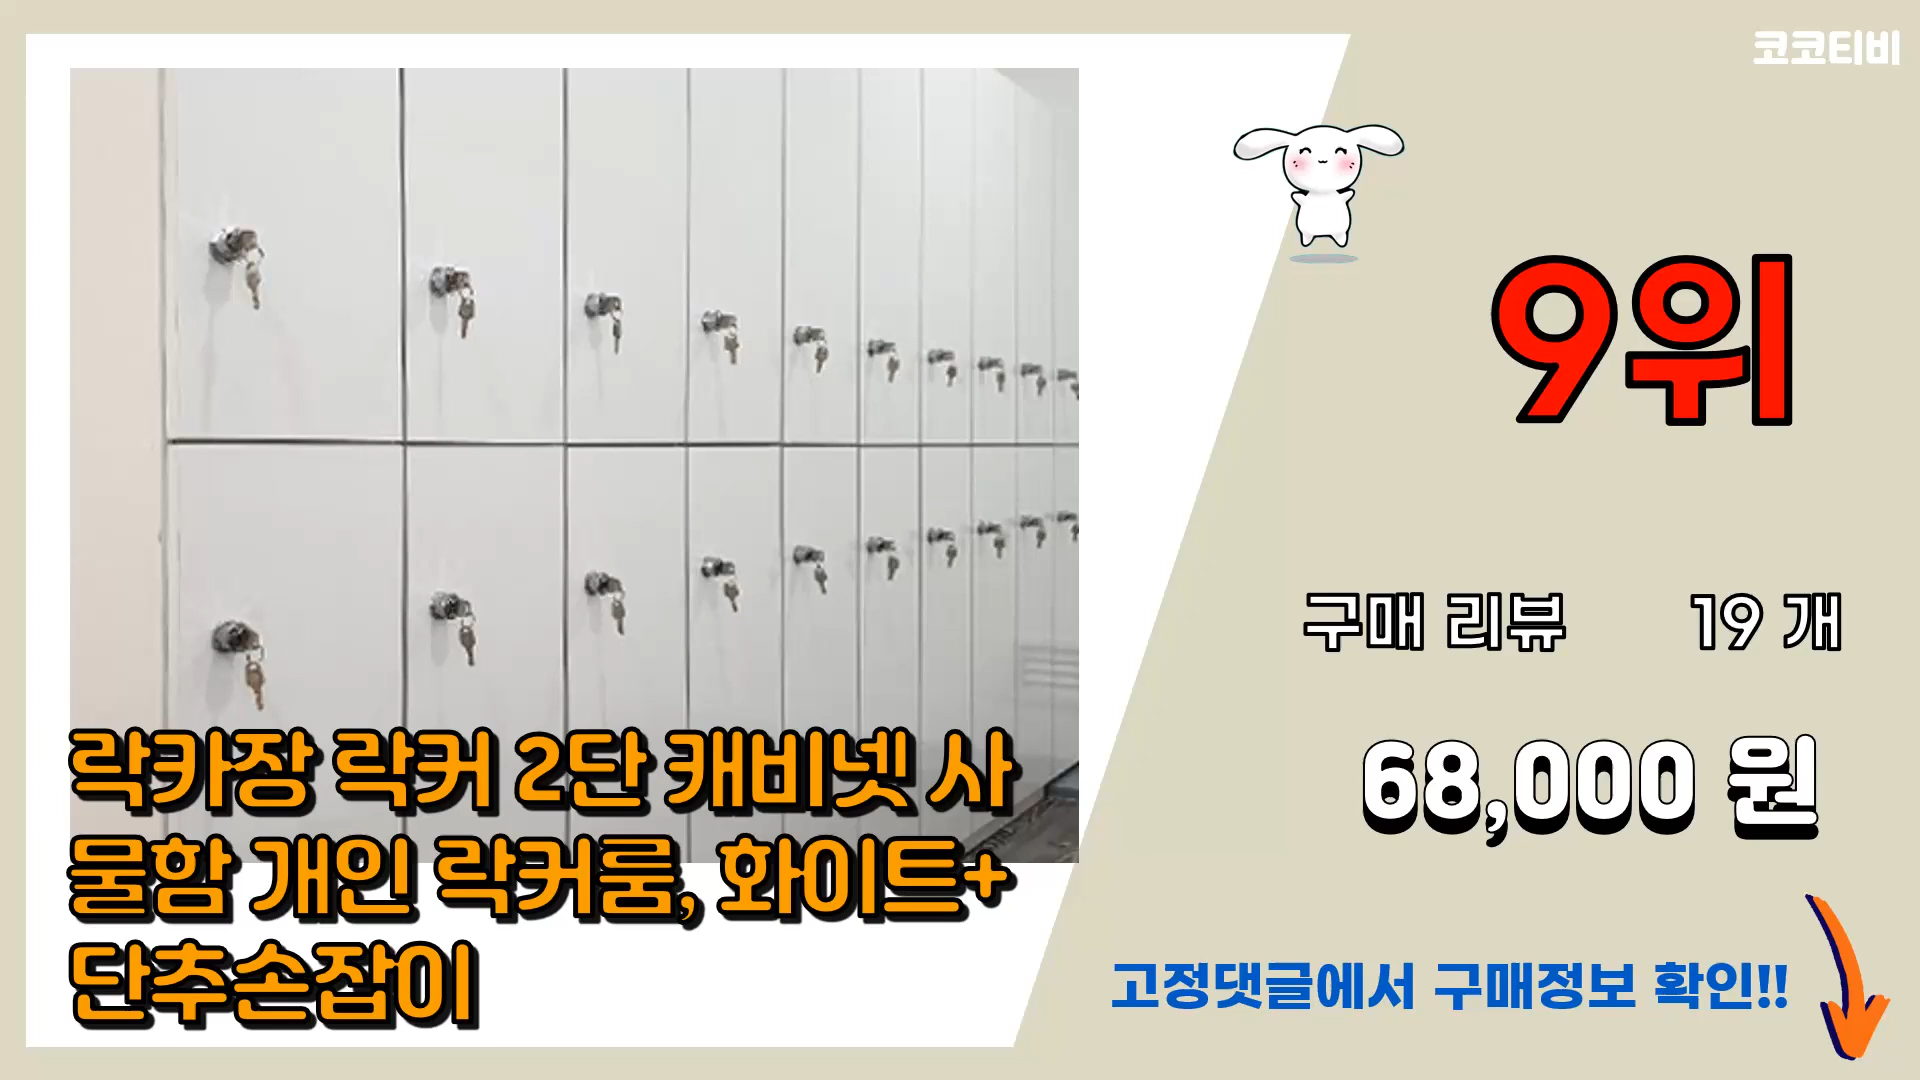 코코티비
9위
구매 리뷰 19 개
68,000 원
락카장 락커 2단 캐비넷 사
물함 개인 락커룸, 화이트+
단추손잡이
고정댓글에서 구매정보 확인!!